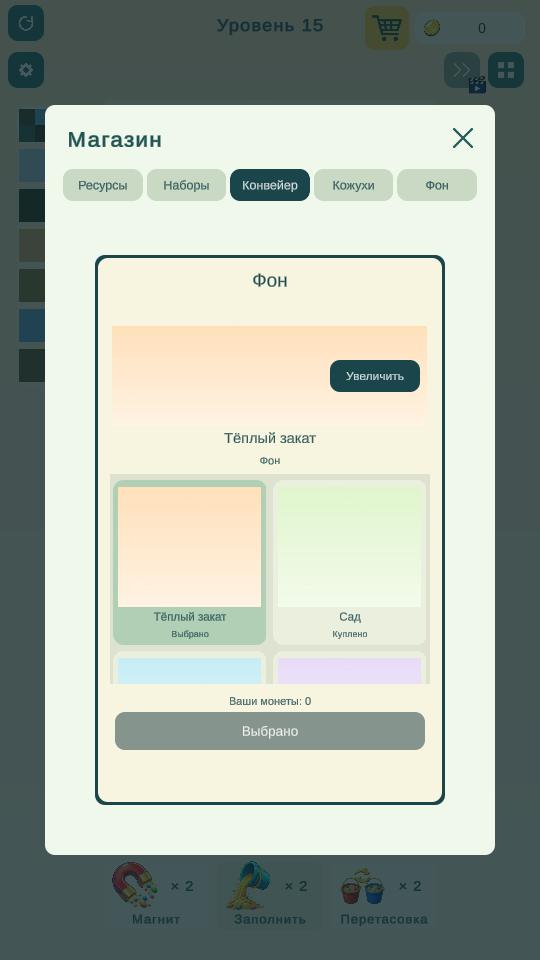 Уровень 15
0
Магазин
Ресурсы
Наборы
Конвейер
Кожухи
Фон
Фон
Увеличить
Тёплый закат
Фон
Тёплый закат
Выбрано
Сад
Куплено
Ваши монеты: 0
Выбрано
× 2
× 2
× 2
Магнит
Заполнить
Перетасовка